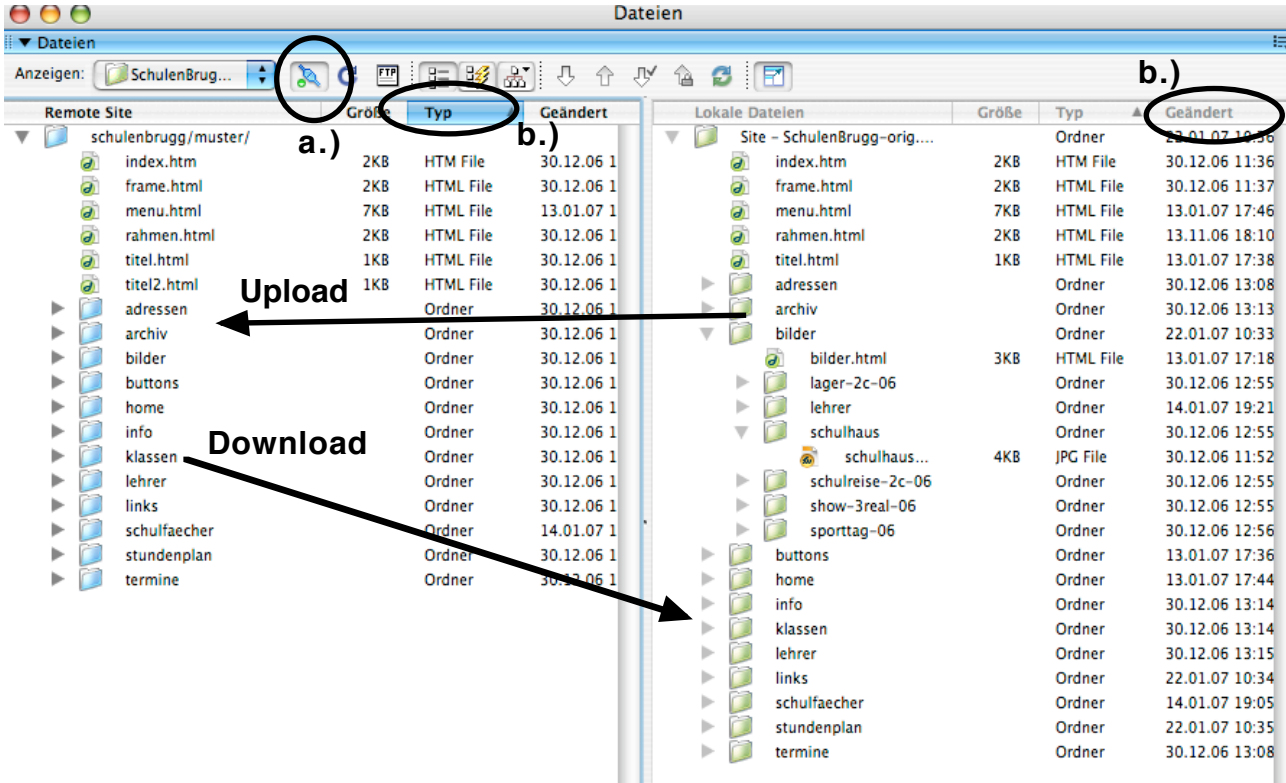 Dateien
Dateien
Anzeigen: SchulenBrug... FTP b.)
Remote Site Größe Typ Geändert
a.) b.)
schulenbrugg/muster/
index.htm 2KB HTM File 30.12.06 1
frame.html 2KB HTML File 30.12.06 1
menu.html 7KB HTML File 13.01.07 1
rahmen.html 2KB HTML File 30.12.06 1
titel.html 1KB HTML File 30.12.06 1
titel2.html 1KB HTML File 30.12.06 1
Upload
adressen Ordner 30.12.06 1
archiv Ordner 30.12.06 1
bilder Ordner 30.12.06 1
buttons Ordner 30.12.06 1
home Ordner 30.12.06 1
info Ordner 30.12.06 1
Download
klassen Ordner 30.12.06 1
lehrer Ordner 30.12.06 1
links Ordner 30.12.06 1
schulfaecher Ordner 14.01.07 1
stundenplan Ordner 30.12.06 1
termine Ordner 30.12.06 1
Lokale Dateien Größe Typ Geändert
Site – SchulenBrugg-orig.... Ordner 23.01.07 10:36
index.htm 2KB HTM File 30.12.06 11:36
frame.html 2KB HTML File 30.12.06 11:37
menu.html 7KB HTML File 13.01.07 17:46
rahmen.html 2KB HTML File 13.11.06 18:10
titel.html 1KB HTML File 13.01.07 17:38
adressen Ordner 30.12.06 13:08
archiv Ordner 30.12.06 13:13
bilder Ordner 22.01.07 10:33
bilder.html 3KB HTML File 13.01.07 17:18
lager-2c-06 Ordner 30.12.06 12:55
lehrer Ordner 14.01.07 19:21
schulhaus Ordner 30.12.06 12:55
schulhaus... 4KB JPG File 30.12.06 11:52
schulreise-2c-06 Ordner 30.12.06 12:55
show-3real-06 Ordner 30.12.06 12:55
sporttag-06 Ordner 30.12.06 12:56
buttons Ordner 13.01.07 17:36
home Ordner 13.01.07 17:44
info Ordner 30.12.06 13:14
klassen Ordner 30.12.06 13:14
lehrer Ordner 30.12.06 13:15
links Ordner 22.01.07 10:34
schulfaecher Ordner 14.01.07 19:05
stundenplan Ordner 22.01.07 10:35
termine Ordner 30.12.06 13:08